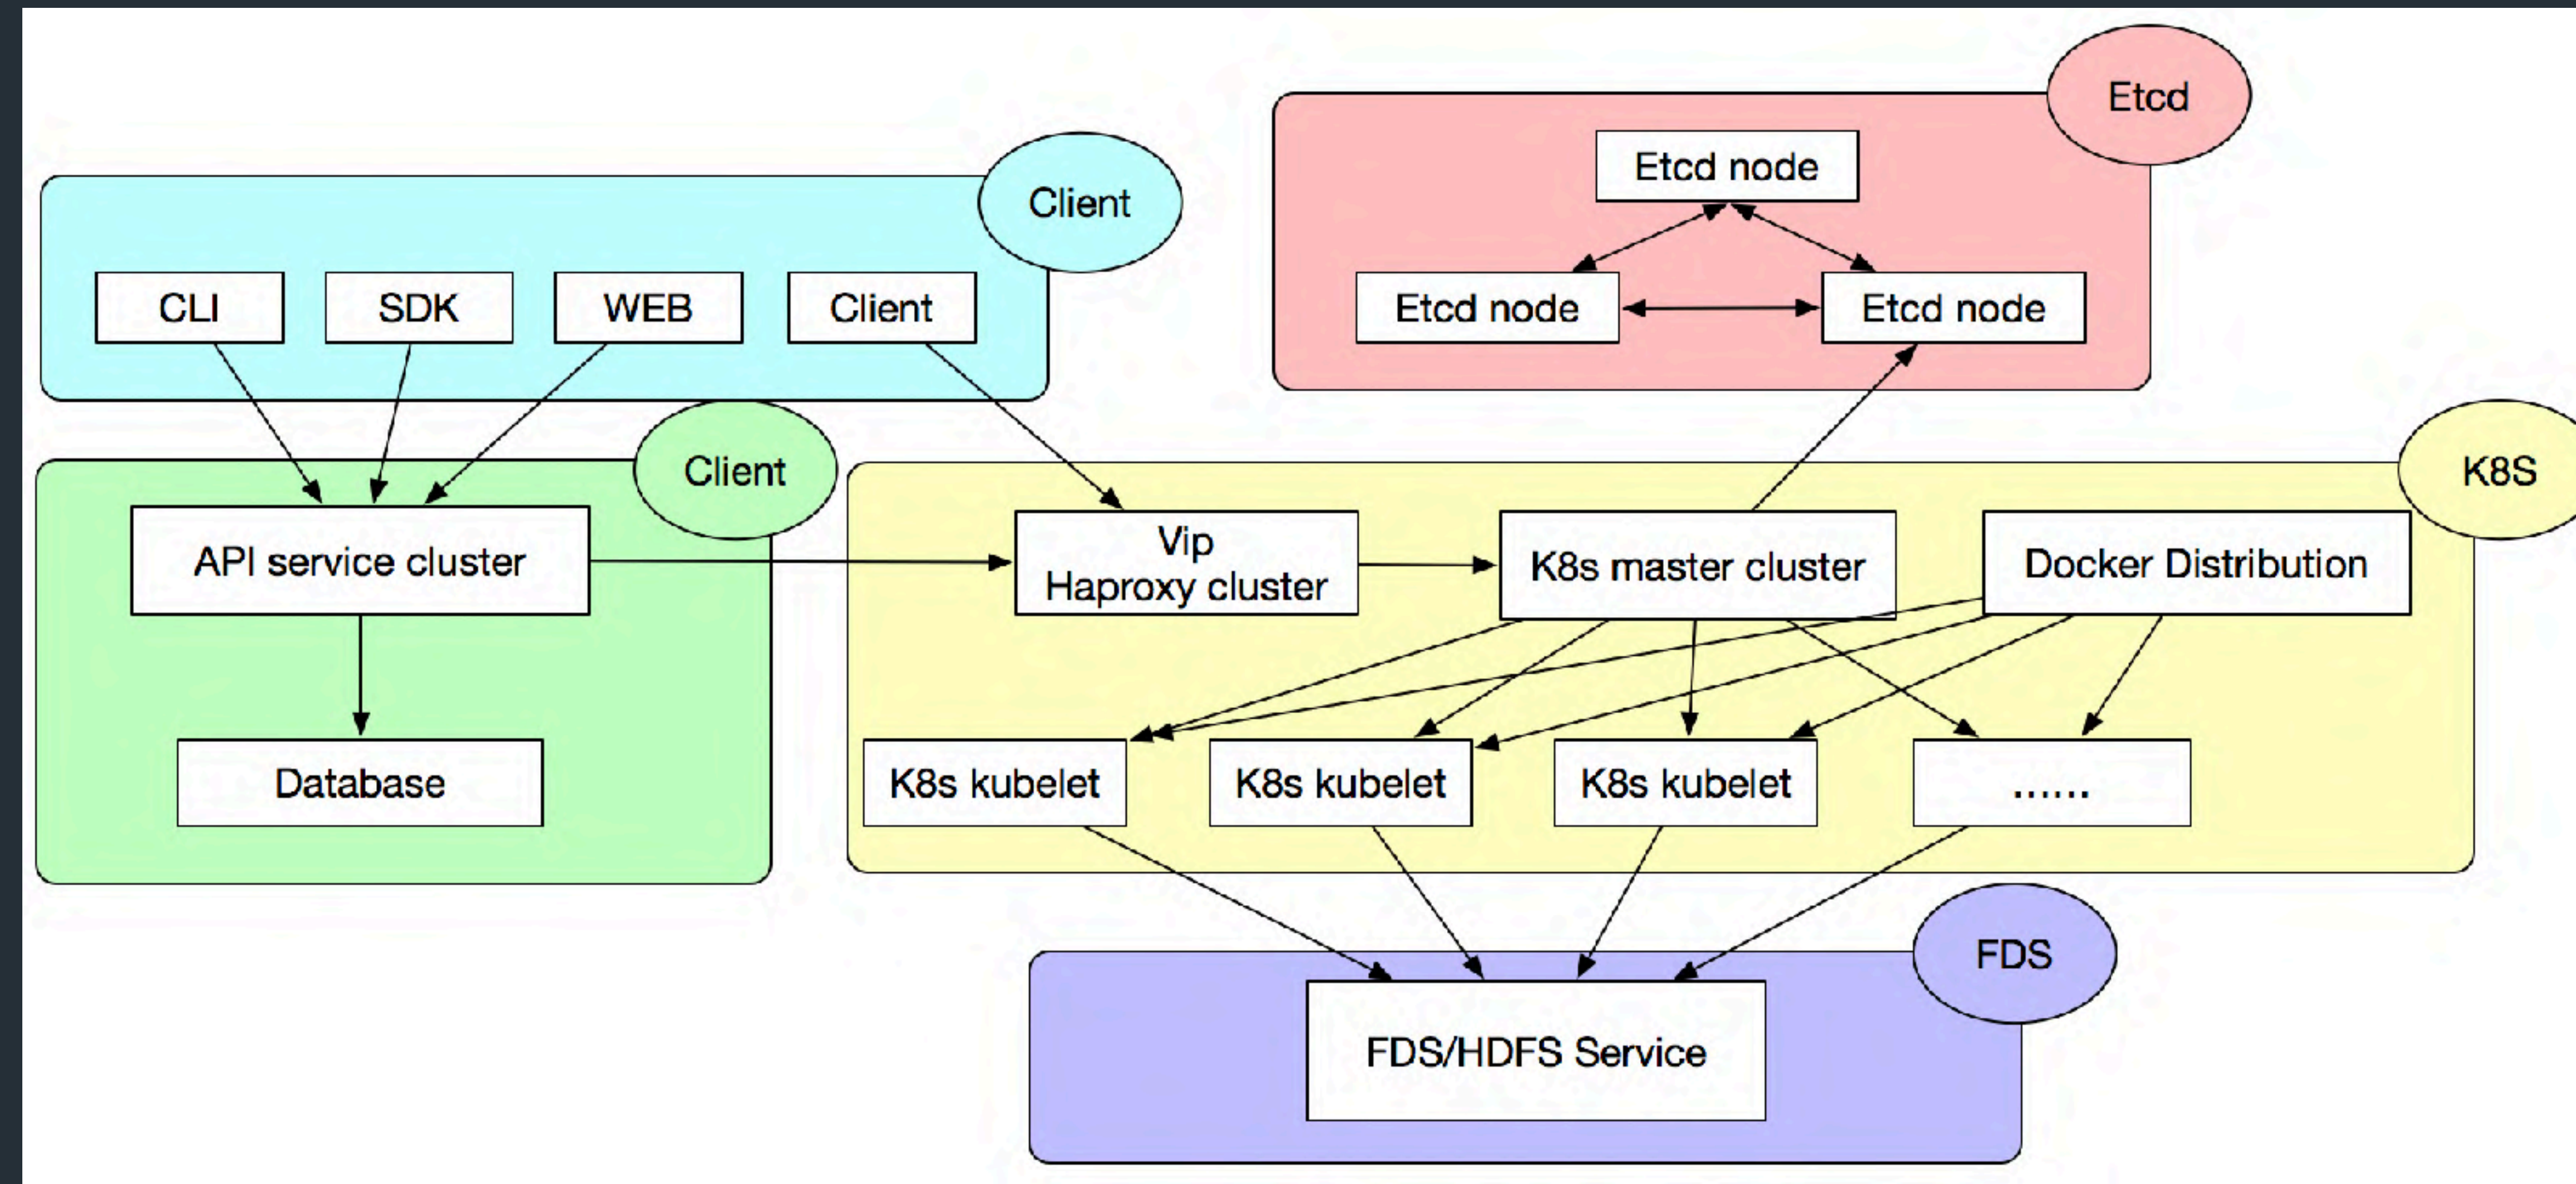 Etcd
Etcd node
Etcd node
Etcd node
Client
CLI
SDK
WEB
Client
Client
API service cluster
Database
K8S
Vip
Haproxy cluster
K8s master cluster
Docker Distribution
K8s kubelet
K8s kubelet
K8s kubelet
......
FDS
FDS/HDFS Service